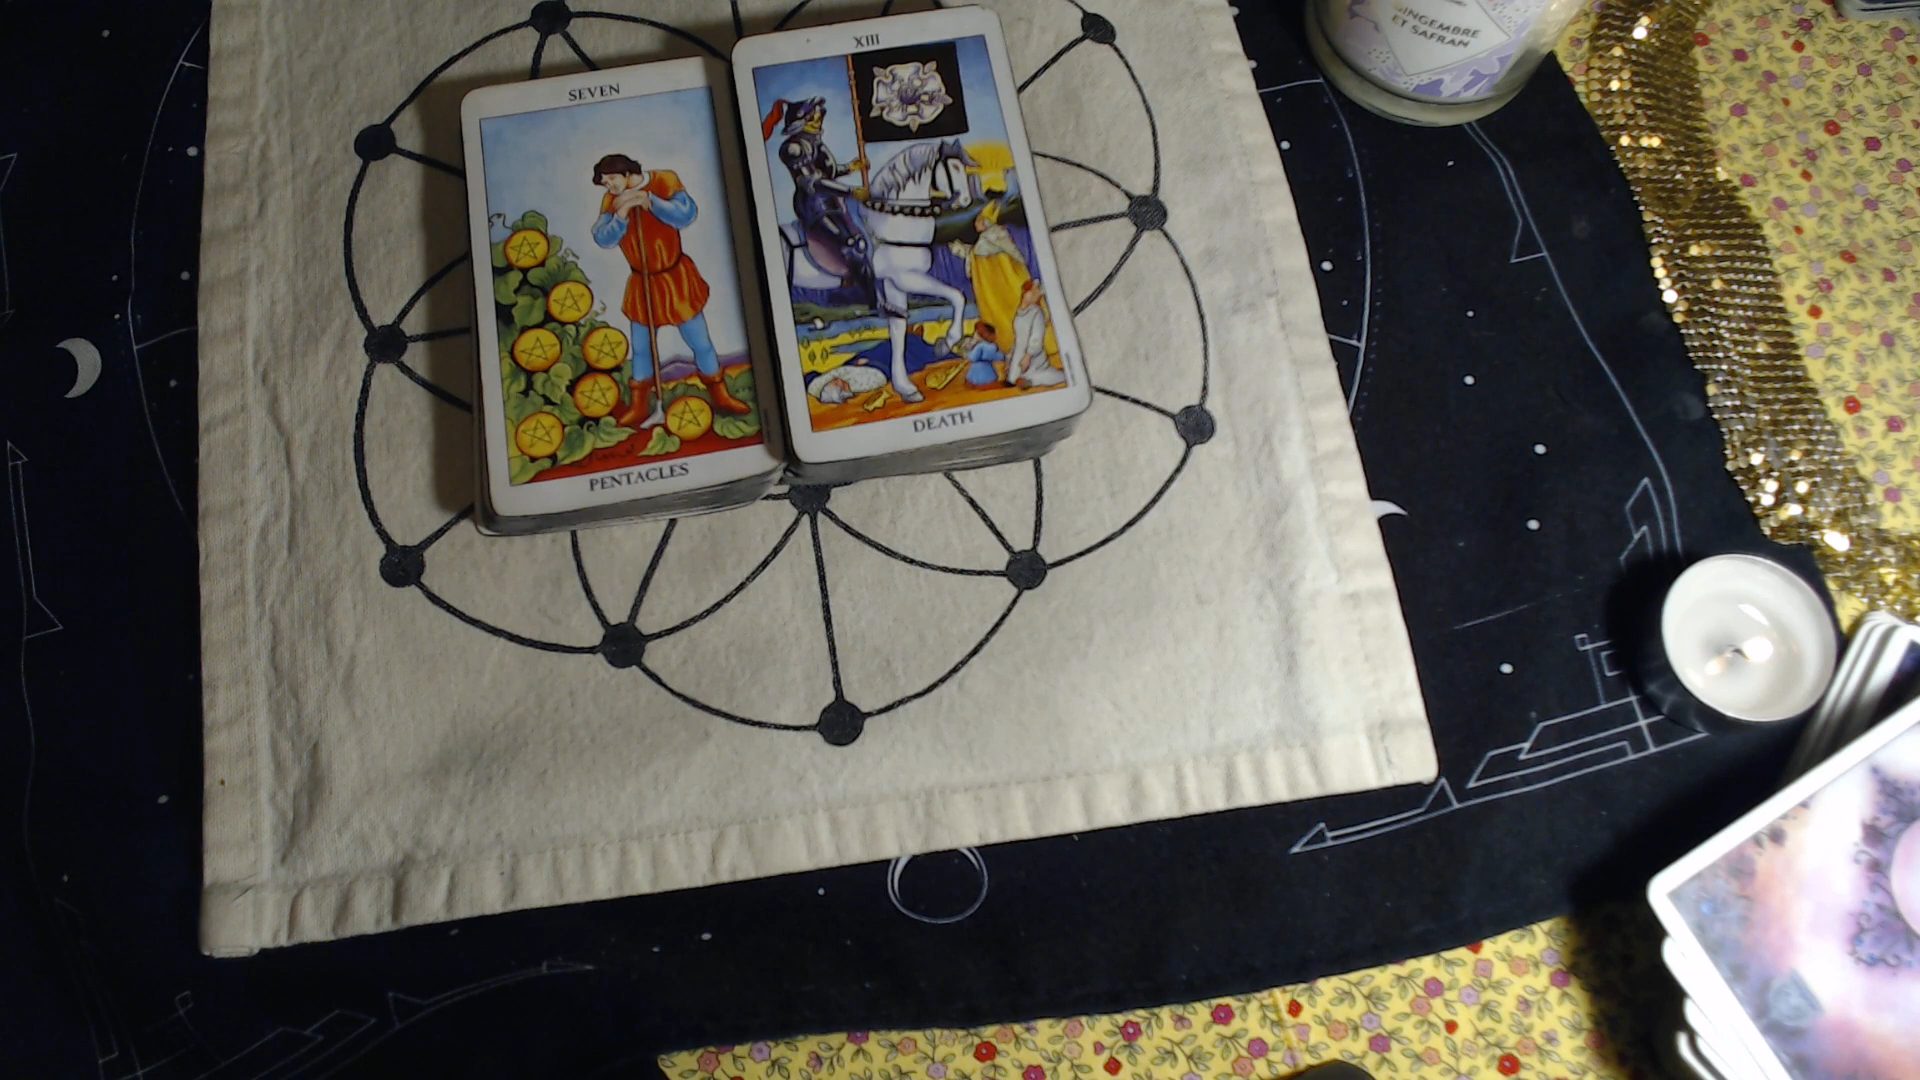 SEVEN
PENTACLES
XIII
DEATH
GINGEMBRE
ET SAFRAN